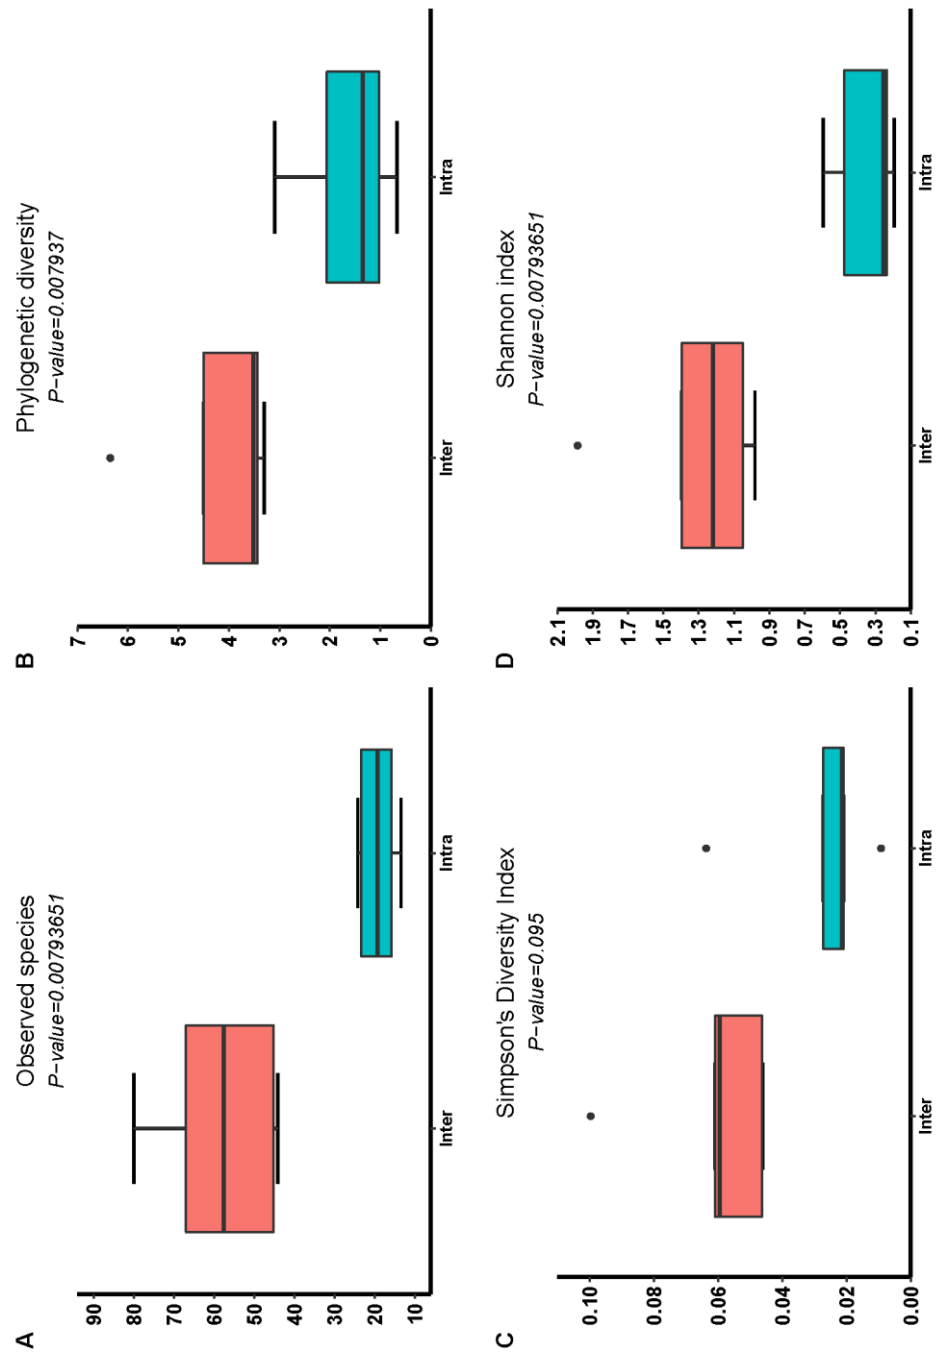 A
Observed species
P-value=0.00793651
90
80
70
60
50
40
30
20
10
Inter
Intra
B
Phylogenetic diversity
P-value=0.007937
7
6
5
4
3
2
1
0
Inter
Intra
C
Simpson's Diversity Index
P-value=0.095
0.10
0.08
0.06
0.04
0.02
0.00
Inter
Intra
D
Shannon index
P-value=0.00793651
2.1
1.9
1.7
1.5
1.3
1.1
0.9
0.7
0.5
0.3
0.1
Inter
Intra